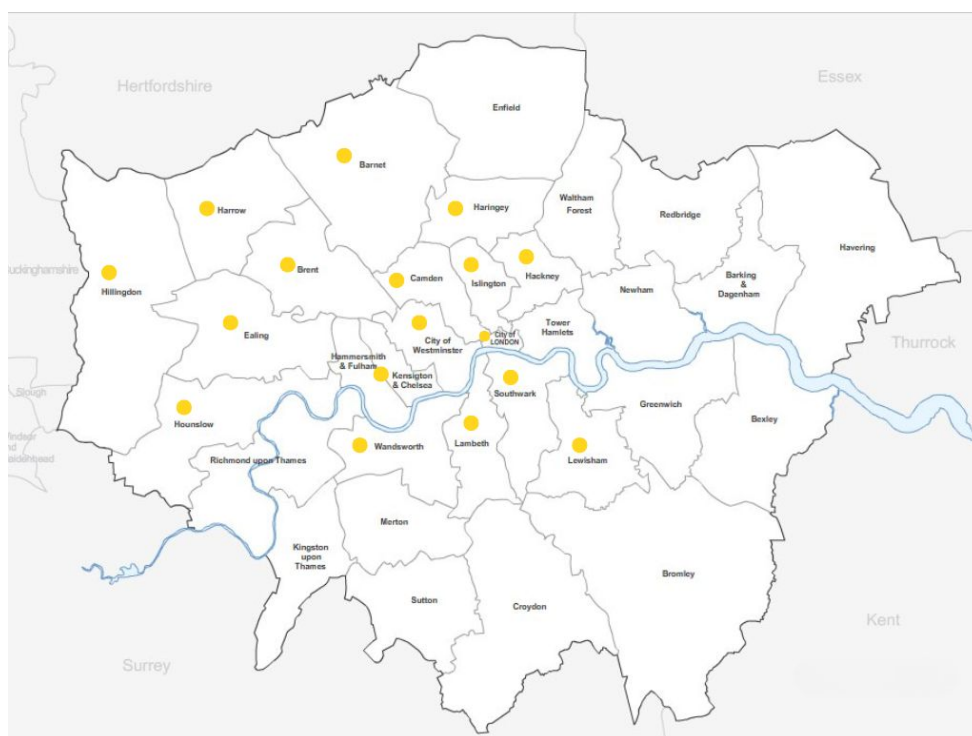 Hertfordshire
Essex
Enfield
Barnet
Harrow
Haringey
Waltham
Forest
Redbridge
Havering
Brent
Camden
Islington
Hackney
Hillingdon
Newham
Barking
&
Dagenham
Ealing
Tower
Hamlets
City of
Westminster
City of
LONDON
Thurrock
Hammersmith
& Fulham
Kensigton
& Chelsea
Slough
Southwark
Greenwich
Hounslow
Bexley
Richmond upon Thames
Wandsworth
Lambeth
Lewisham
and
Merton
Kingston
upon
Thames
Bromley
Sutton
Croydon
Kent
Surrey